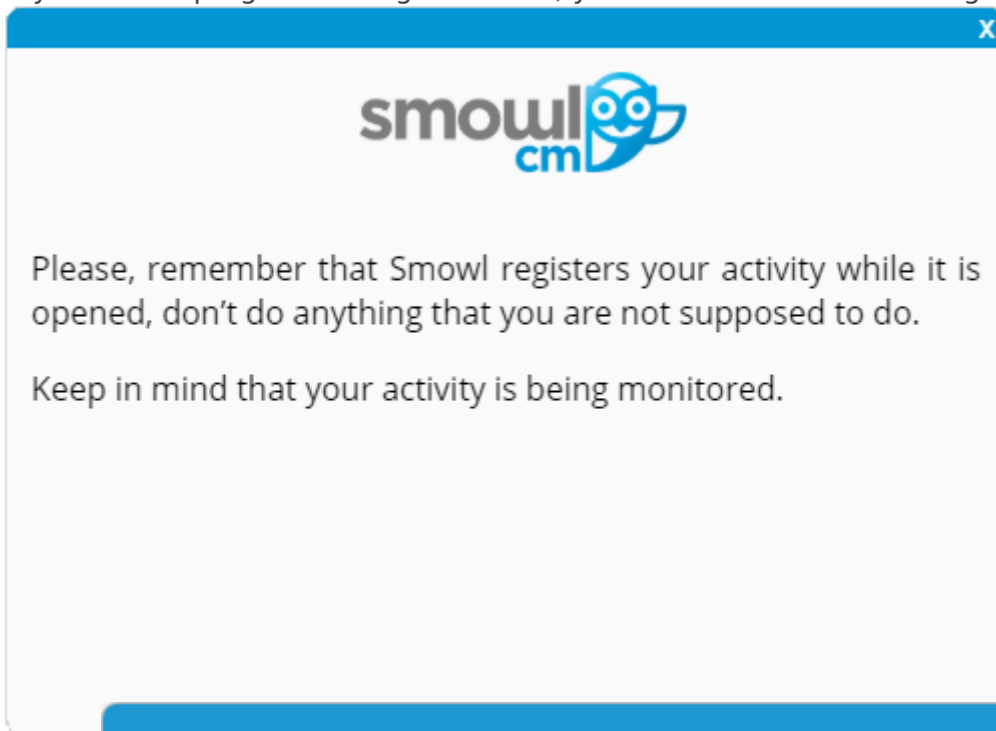 X
smowl
cm
Please, remember that Smowl registers your activity while it is
opened, don't do anything that you are not supposed to do.
Keep in mind that your activity is being monitored.